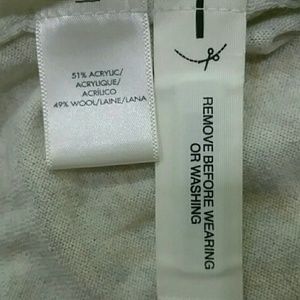 51% ACRYLIC/
ACRYLIQUE/
ACRÍLICO
49% WOOL/LAINE/LANA
REMOVE BEFORE WEARING
OR WASHING